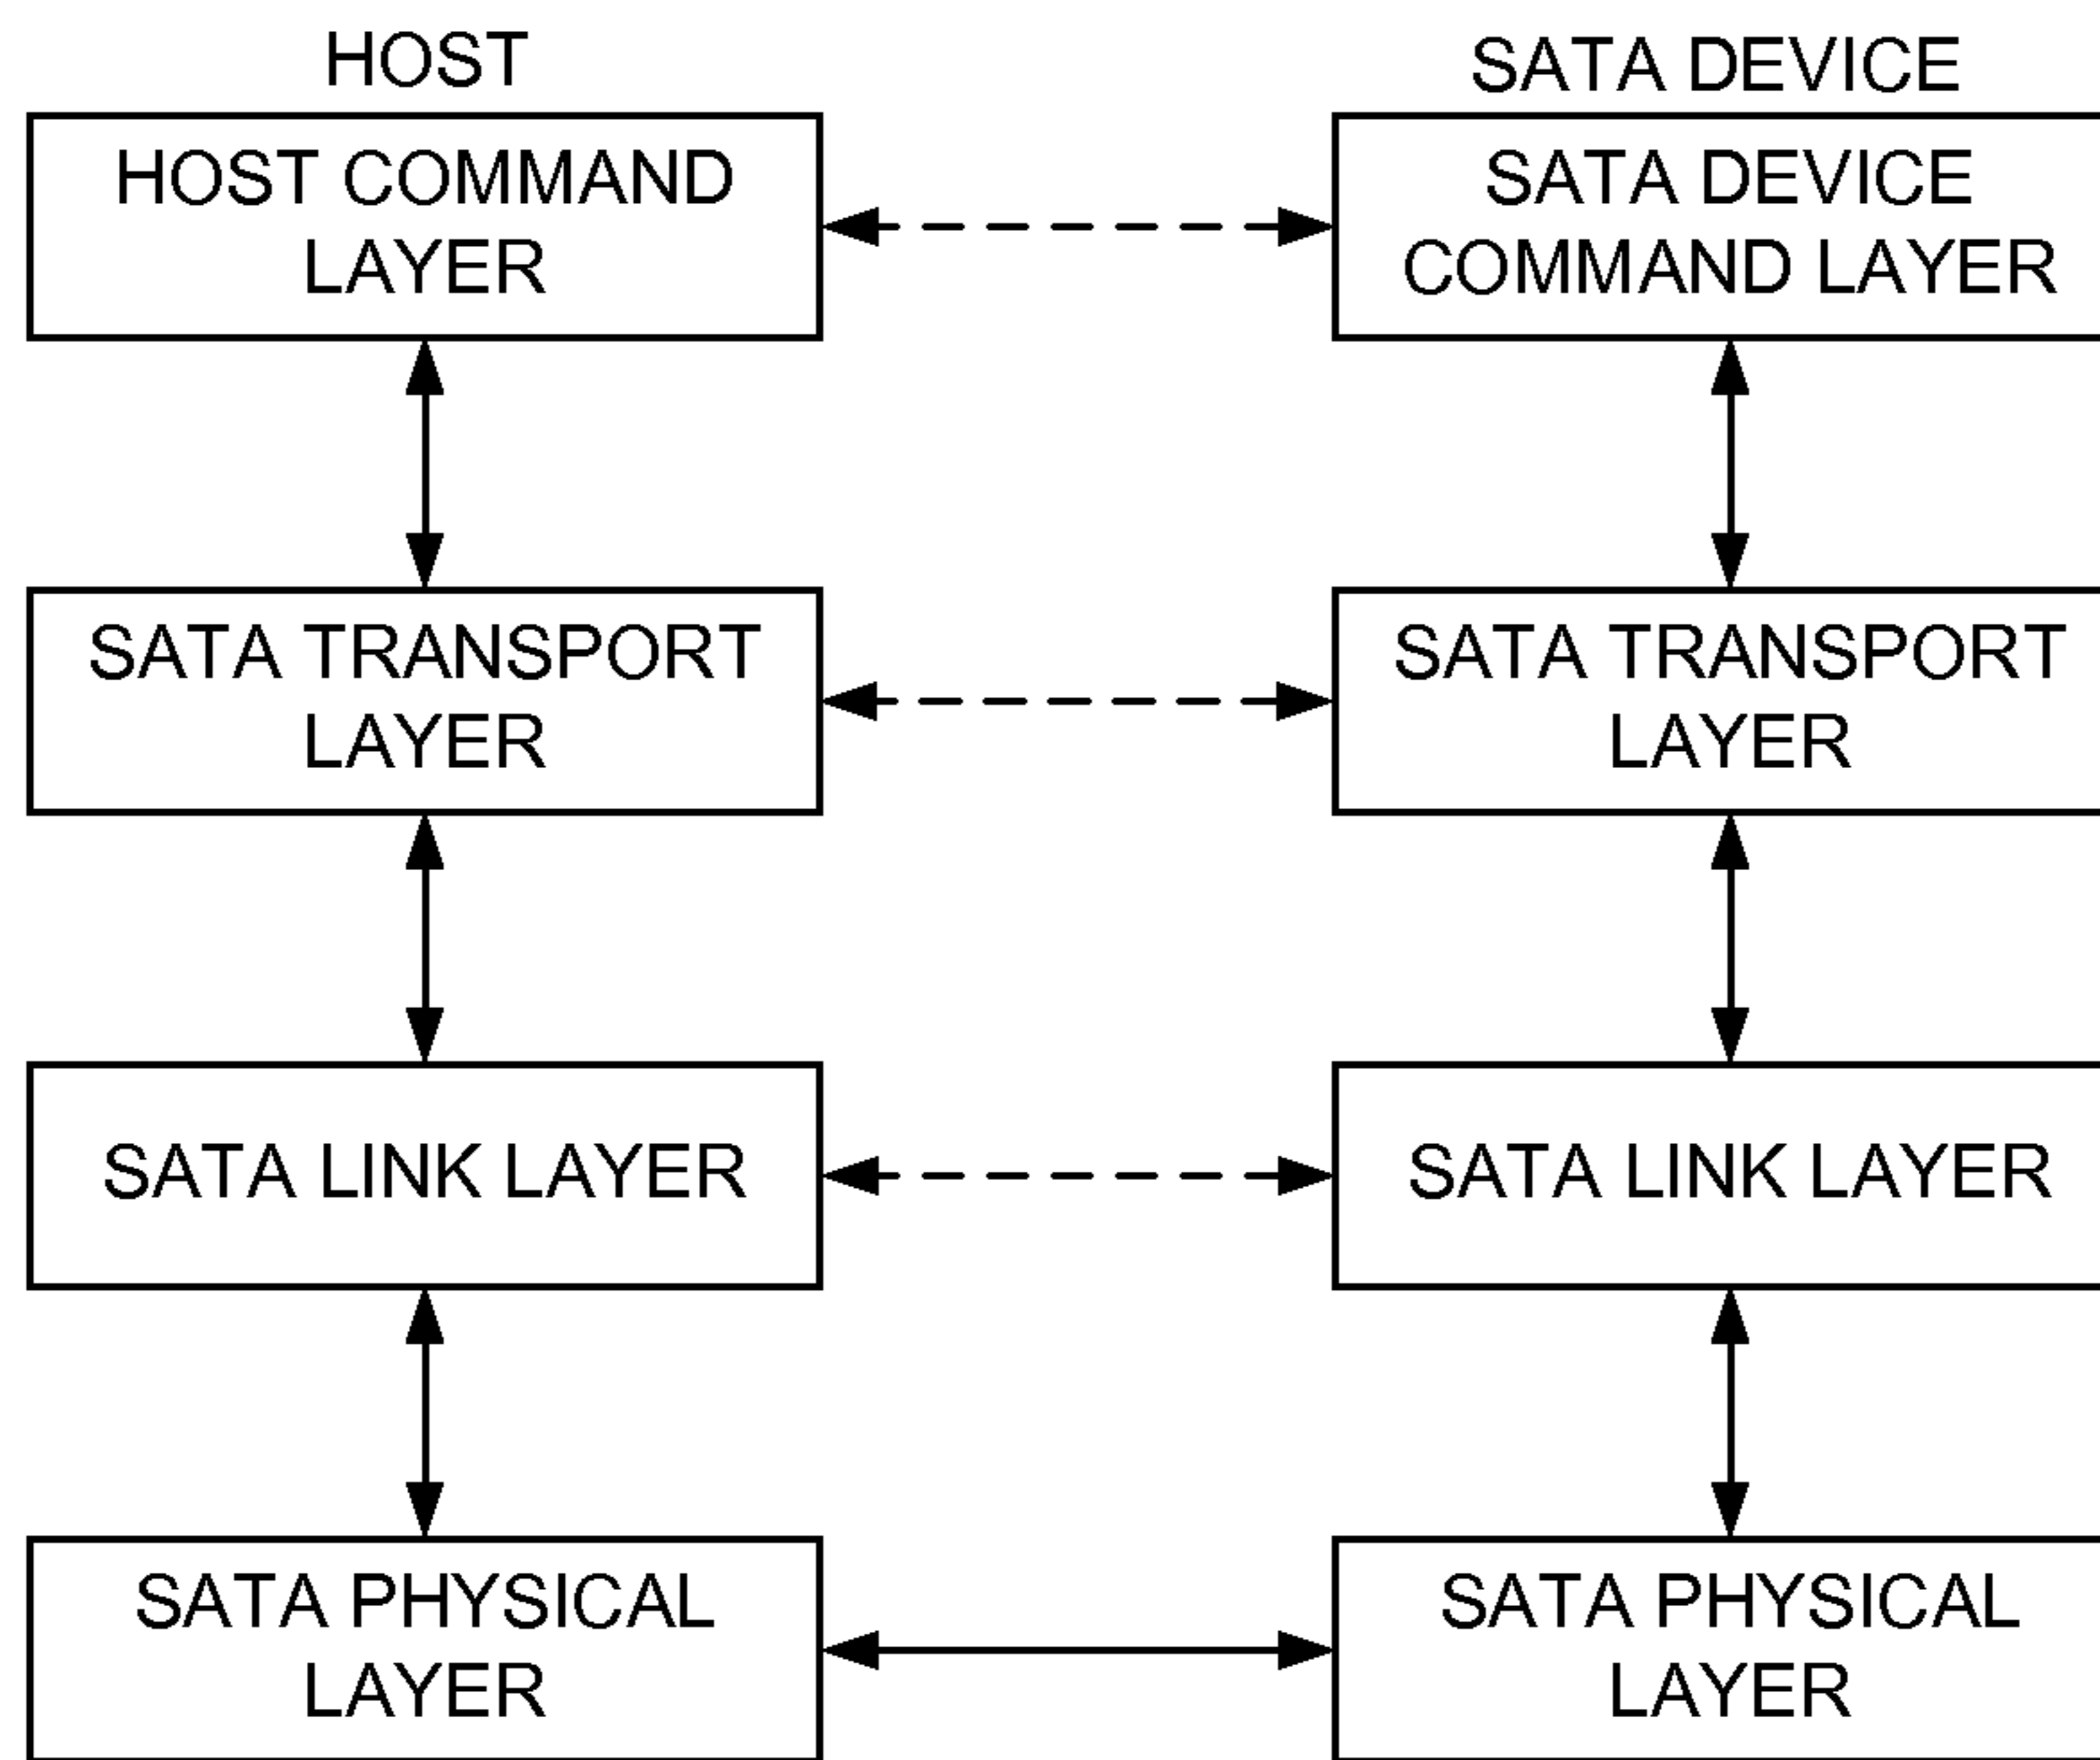 HOST
SATA DEVICE
HOST COMMAND
LAYER
SATA DEVICE
COMMAND LAYER
SATA TRANSPORT
LAYER
SATA TRANSPORT
LAYER
SATA LINK LAYER
SATA LINK LAYER
SATA PHYSICAL
LAYER
SATA PHYSICAL
LAYER